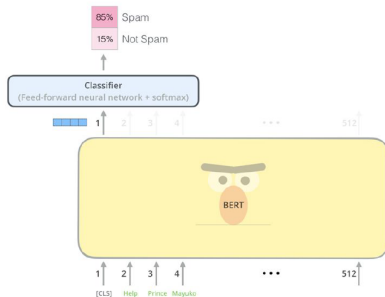 85% Spam
15% Not Spam
Classifier
(Feed-forward neural network + softmax)
1 2 3 4 ••• 512
BERT
1 2 3 4 ••• 512
[CLS] Help Prince Mayuko